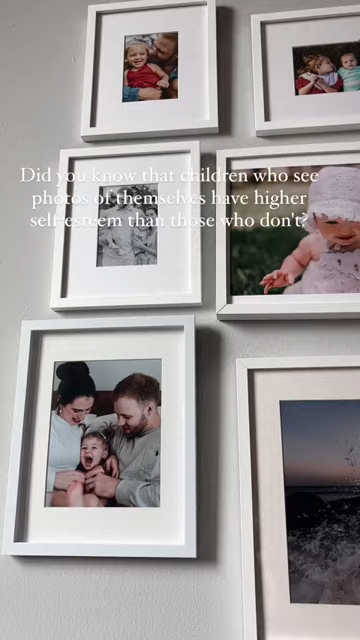 Did you know that children who see
photos of themselves have higher
self-esteem than those who don't?